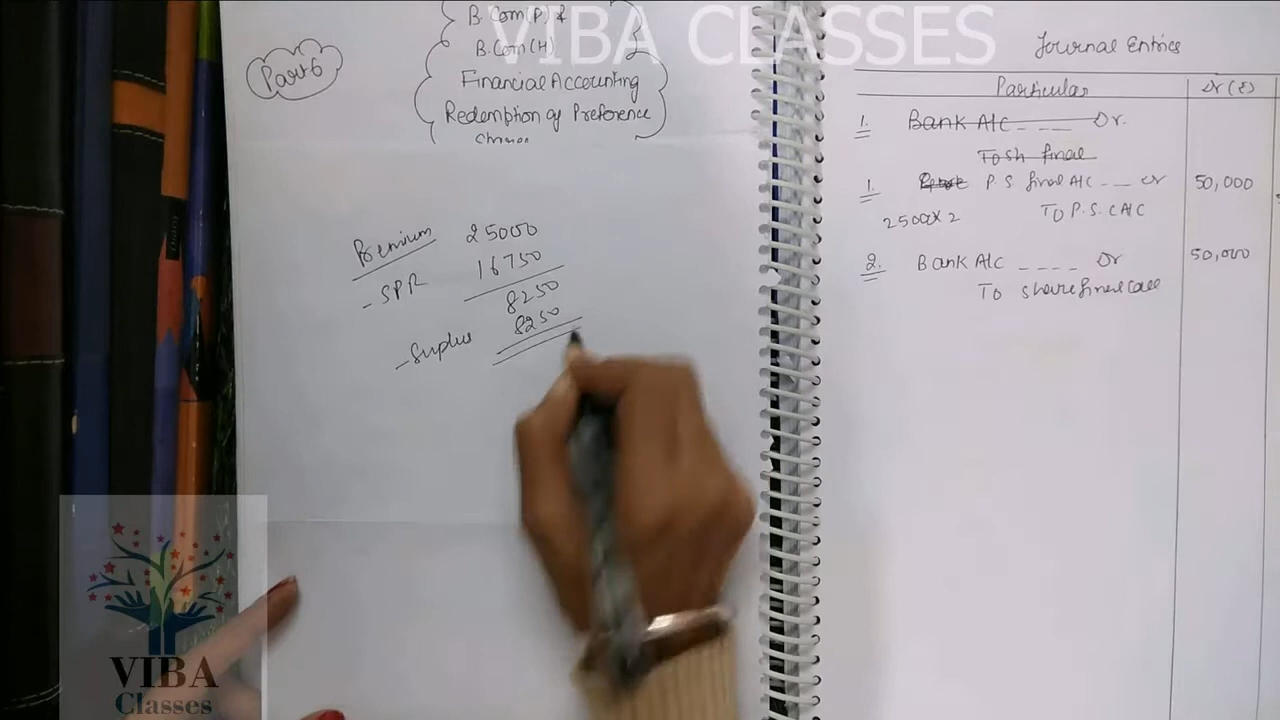 VIBA CLASSES
Part 6
B.Com(P) &
B.Com(H)
Financial Accounting
Redemption of Preference
Premium 25000
- SPR 16750
8250
- Surplus 8250
Journal Entries
Particular Dr (₹)
1. Bank A/C - - - Dr.
To sh final
1. P.S. final A/C - - Dr 50,000
25000 x 2 To P.S. C A/C
2. Bank A/C - - - - Dr 50,000
To share final call
VIBA
Classes